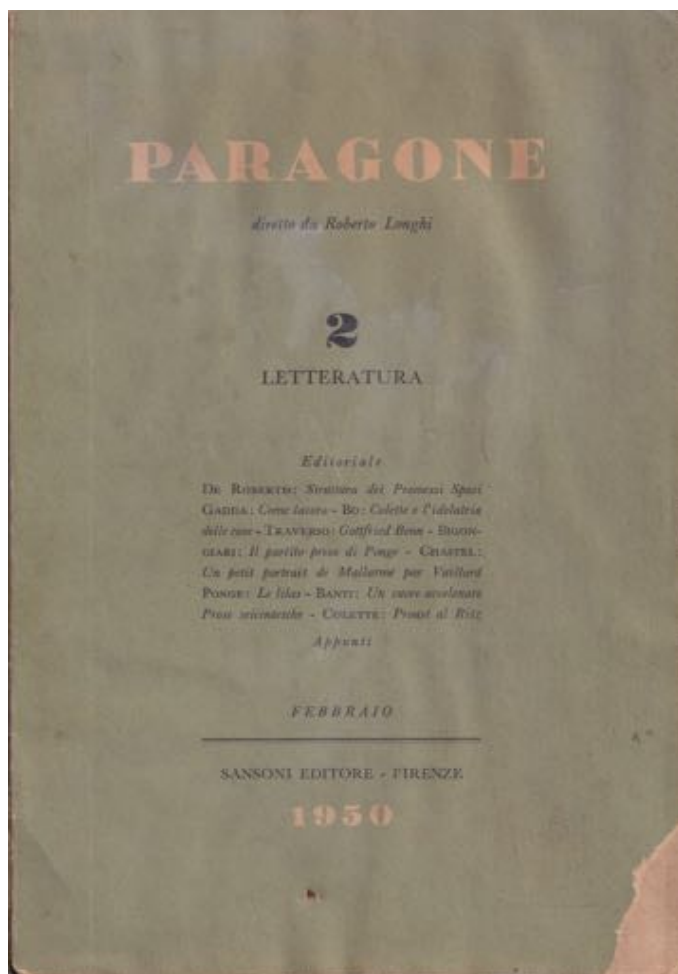 PARAGONE
diretto da Roberto Longhi
2
LETTERATURA
Editoriale
DE ROBERTIS: Struttura dei Promessi Sposi
GADDA: Come lavoro - BO: Colette e l'idolatria
delle cose - TRAVERSO: Gottfried Benn - BIGON-
GIARI: Il partito preso di Ponge - CHASTEL:
Un petit portrait de Mallarmé par Vuillard
PONGE: Le lilas - BANTI: Un cuore avvelenato
Prose seicentesche - COLETTE: Proust al Ritz
Appunti
FEBBRAIO
SANSONI EDITORE - FIRENZE
1950